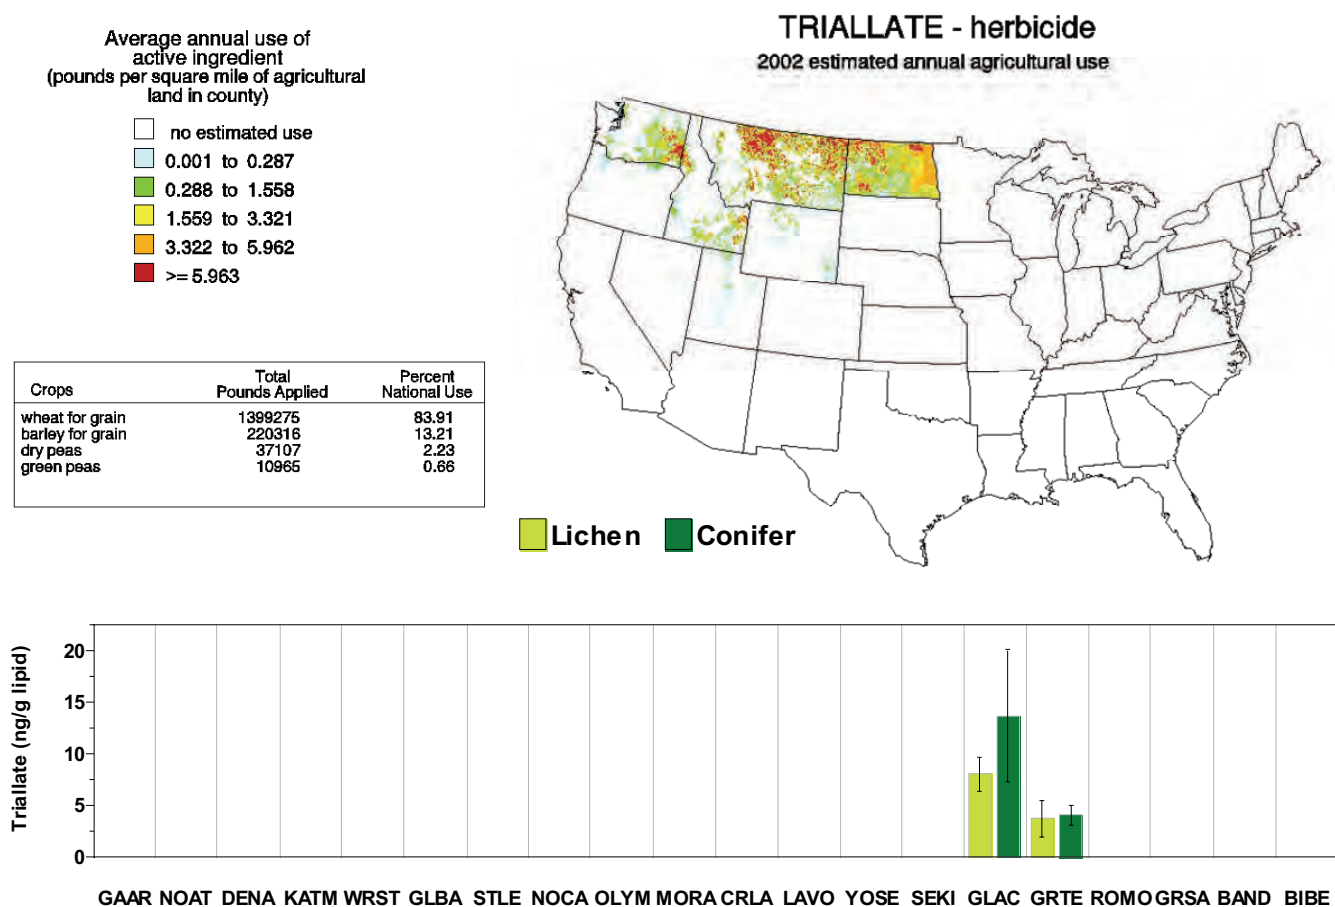 TRIALLATE - herbicide
2002 estimated annual agricultural use
Average annual use of
active ingredient
(pounds per square mile of agricultural
land in county)
no estimated use
0.001 to 0.287
0.288 to 1.558
1.559 to 3.321
3.322 to 5.962
>= 5.963
Crops Total Pounds Applied Percent National Use
wheat for grain 1399275 83.91
barley for grain 220316 13.21
dry peas 37107 2.23
green peas 10965 0.66
Lichen Conifer
Triallate (ng/g lipid)
20
15
10
5
0
GAAR NOAT DENA KATM WRST GLBA STLE NOCA OLYM MORA CRLA LAVO YOSE SEKI GLAC GRTE ROMO GRSA BAND BIBE